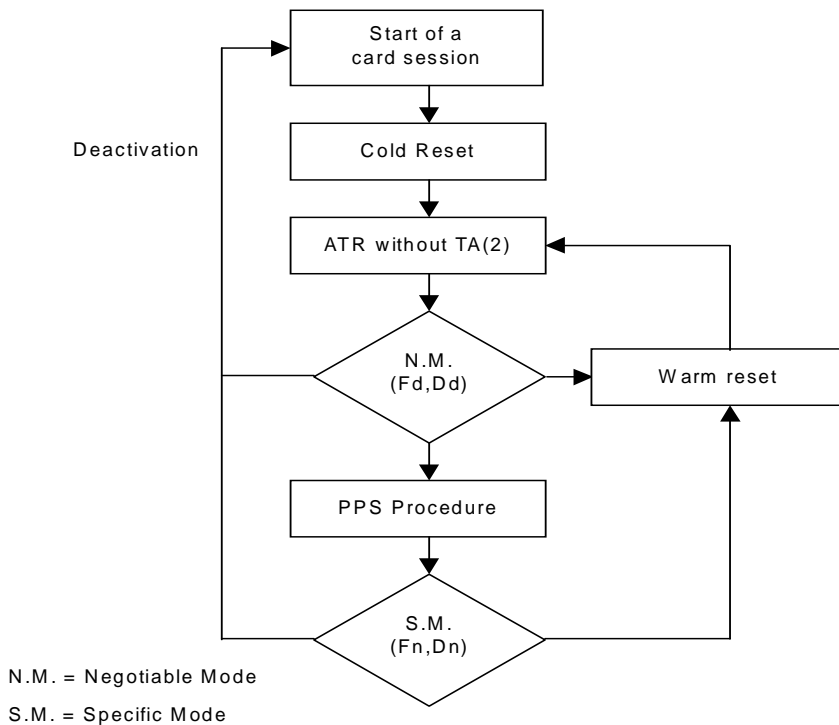 Start of a
card session
Deactivation
Cold Reset
ATR without TA(2)
N.M.
(Fd,Dd)
Warm reset
PPS Procedure
S.M.
(Fn,Dn)
N.M. = Negotiable Mode
S.M. = Specific Mode